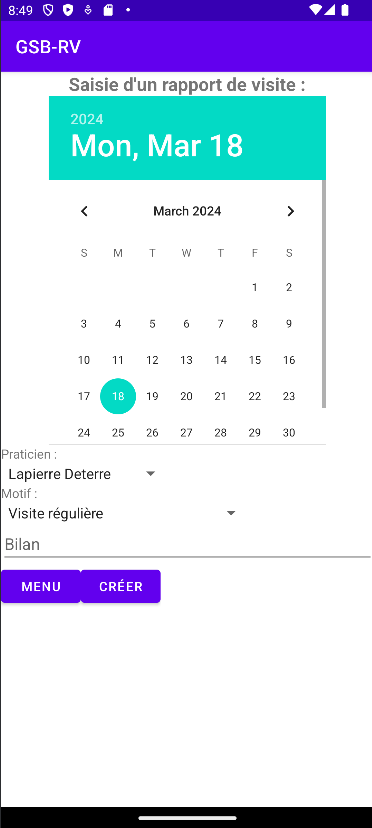 8:49
GSB-RV
Saisie d'un rapport de visite :
2024
Mon, Mar 18
March 2024
S M T W T F S
1 2
3 4 5 6 7 8 9
10 11 12 13 14 15 16
17 18 19 20 21 22 23
24 25 26 27 28 29 30
Praticien :
Lapierre Deterre
Motif :
Visite régulière
Bilan
MENU CRÉER